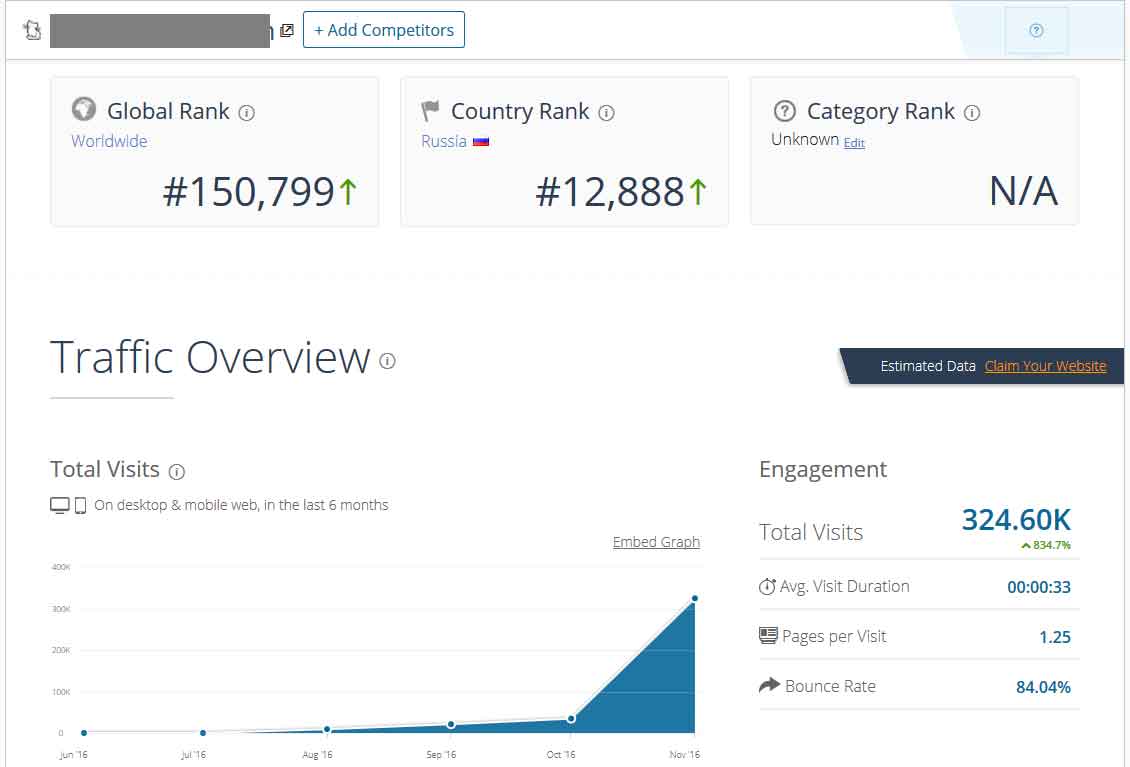 + Add Competitors
Global Rank
Worldwide
#150,799
Country Rank
Russia
#12,888
Category Rank
Unknown Edit
N/A
Traffic Overview
Estimated Data Claim Your Website
Total Visits
On desktop & mobile web, in the last 6 months
Embed Graph
400K
300K
200K
100K
0
Jun '16 Jul '16 Aug '16 Sep '16 Oct '16 Nov '16
Engagement
Total Visits 324.60K
834.7%
Avg. Visit Duration 00:00:33
Pages per Visit 1.25
Bounce Rate 84.04%